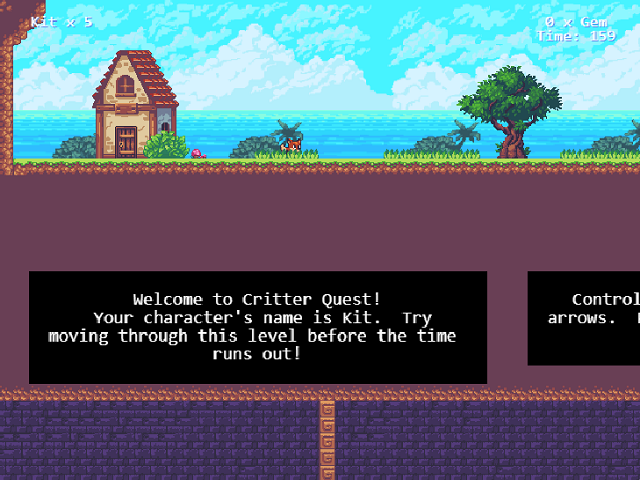 Kit x 5
0 x Gem
Time: 159
Welcome to Critter Quest!
Your character's name is Kit. Try
moving through this level before the time
runs out!
Control
arrows.